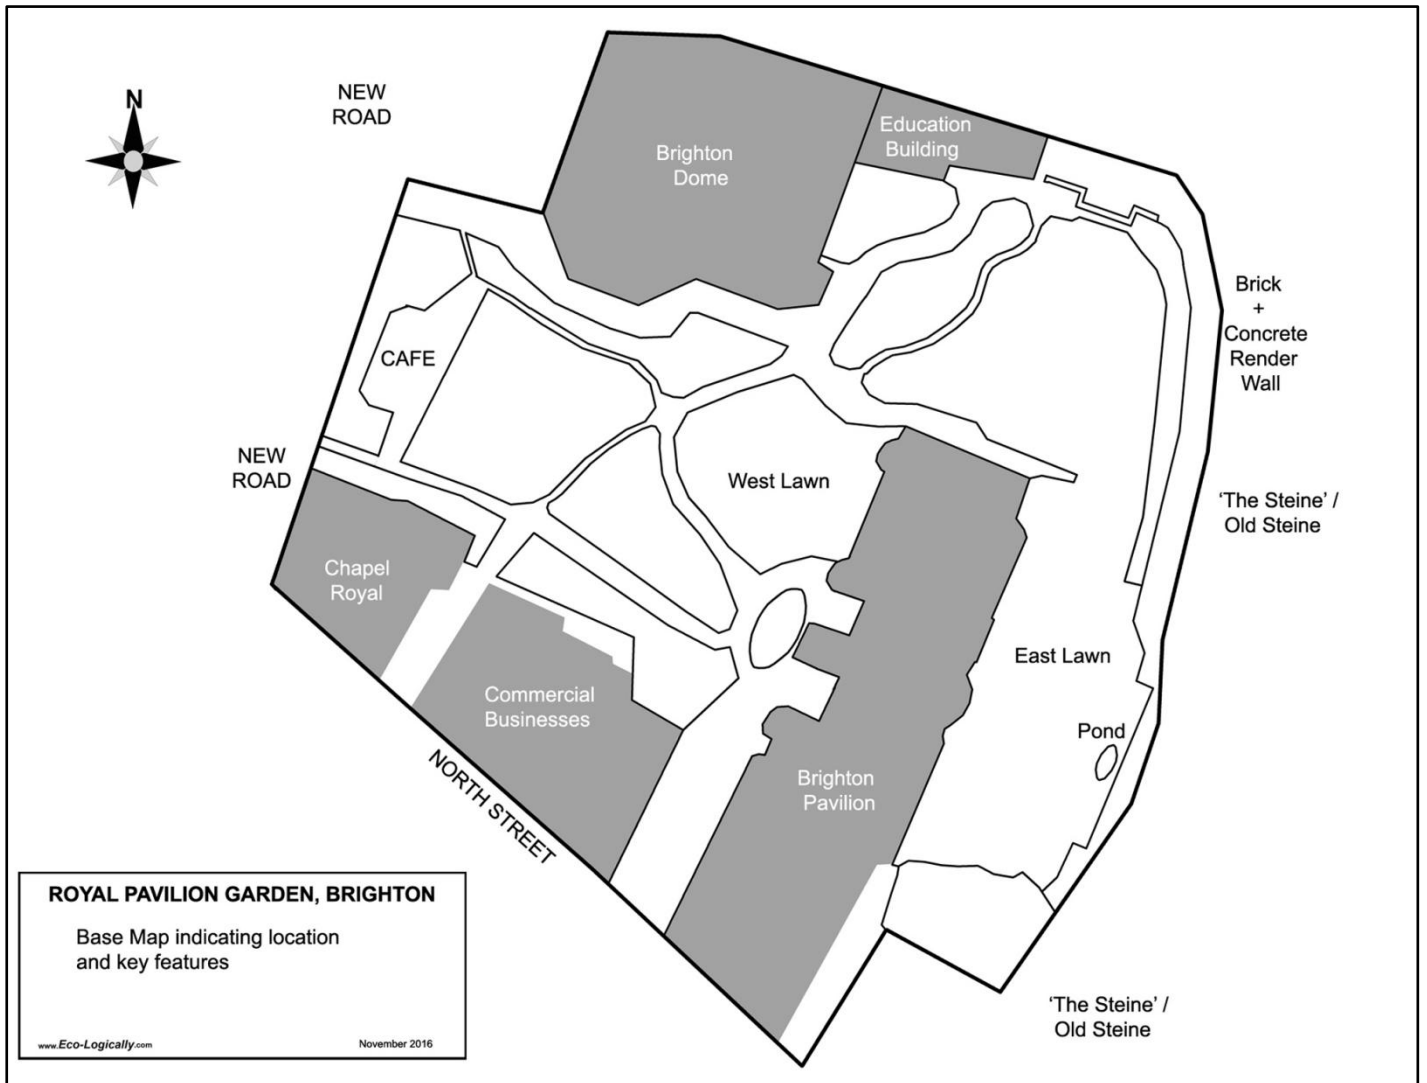 N
NEW
ROAD
Brighton
Dome
Education
Building
Brick
+
Concrete
Render
Wall
CAFE
NEW
ROAD
West Lawn
'The Steine' /
Old Steine
Chapel
Royal
East Lawn
Commercial
Businesses
Pond
Brighton
Pavilion
NORTH STREET
ROYAL PAVILION GARDEN, BRIGHTON
Base Map indicating location
and key features
www.Eco-Logically.com
November 2016
'The Steine' /
Old Steine